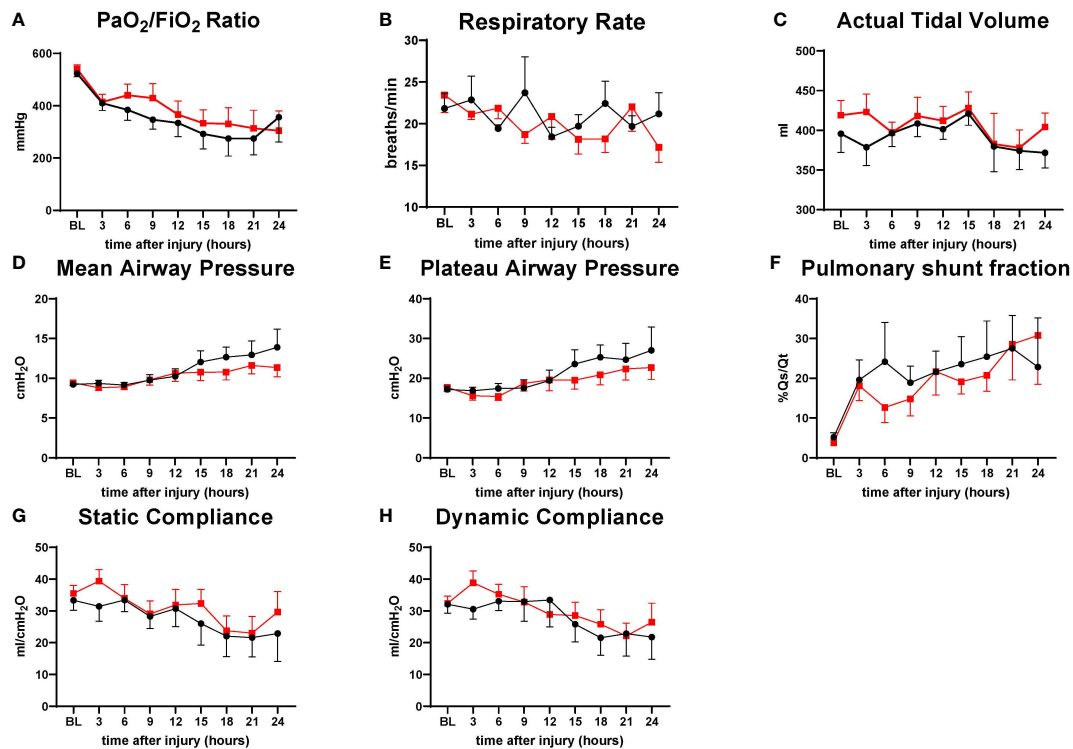 A PaO₂/FiO₂ Ratio
600
400
200
0
mmHg
BL 3 6 9 12 15 18 21 24
time after injury (hours)
B Respiratory Rate
30
25
20
15
10
breaths/min
BL 3 6 9 12 15 18 21 24
time after injury (hours)
C Actual Tidal Volume
500
450
400
350
300
ml
BL 3 6 9 12 15 18 21 24
time after injury (hours)
D Mean Airway Pressure
20
15
10
5
0
cmH₂O
BL 3 6 9 12 15 18 21 24
time after injury (hours)
E Plateau Airway Pressure
40
30
20
10
0
cmH₂O
BL 3 6 9 12 15 18 21 24
time after injury (hours)
F Pulmonary shunt fraction
40
30
20
10
0
%Qs/Qt
BL 3 6 9 12 15 18 21 24
time after injury (hours)
G Static Compliance
50
40
30
20
10
0
ml/cmH₂O
BL 3 6 9 12 15 18 21 24
time after injury (hours)
H Dynamic Compliance
50
40
30
20
10
0
ml/cmH₂O
BL 3 6 9 12 15 18 21 24
time after injury (hours)